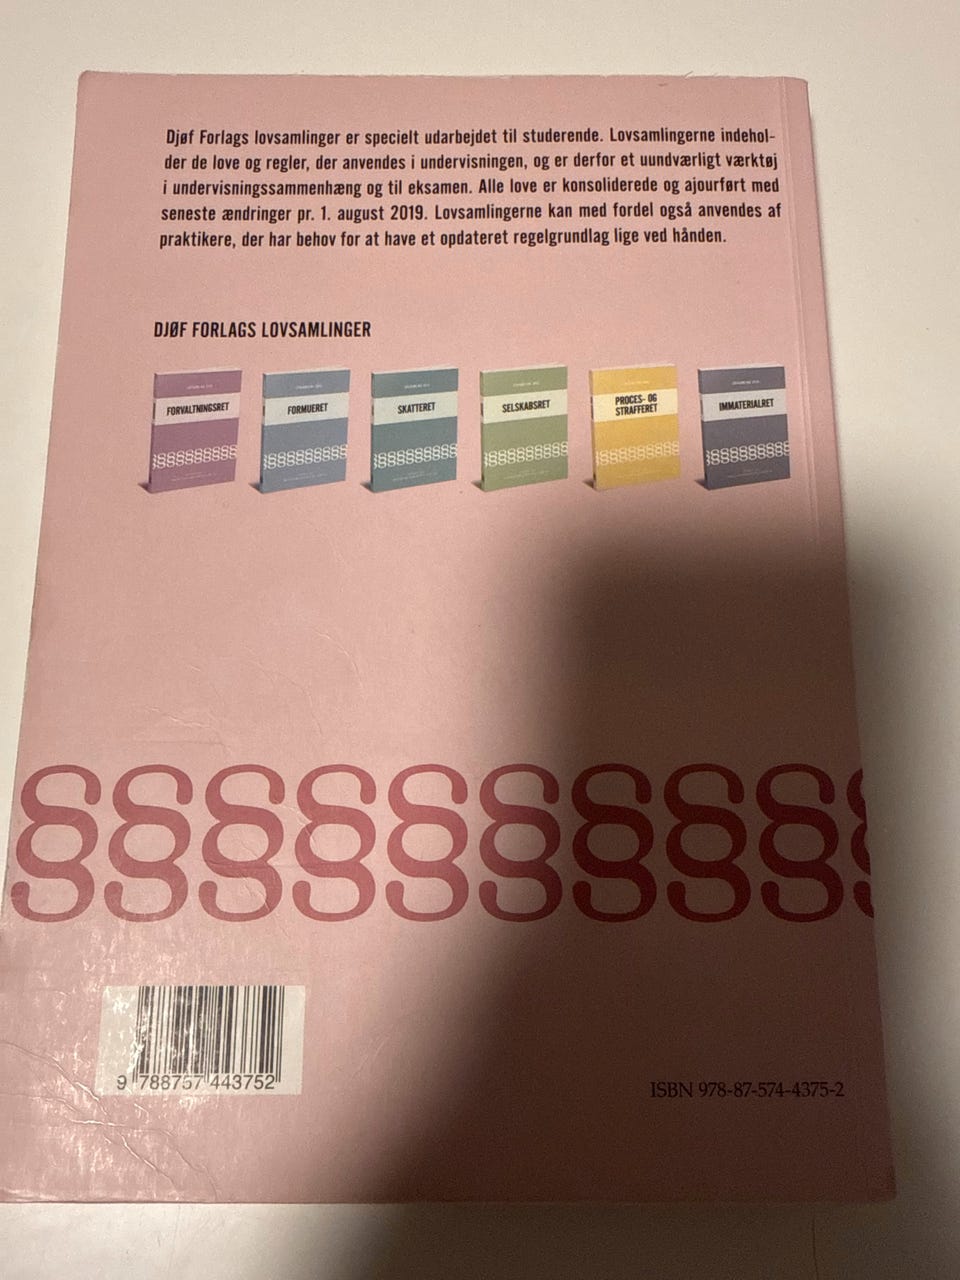 Djøf Forlags lovsamlinger er specielt udarbejdet til studerende. Lovsamlingerne indehol-
der de love og regler, der anvendes i undervisningen, og er derfor et uundværligt værktøj
i undervisningssammenhæng og til eksamen. Alle love er konsoliderede og ajourført med
seneste ændringer pr. 1. august 2019. Lovsamlingerne kan med fordel også anvendes af
praktikere, der har behov for at have et opdateret regelgrundlag lige ved hånden.
DJØF FORLAGS LOVSAMLINGER
FORVALTNINGSRET
FORMUERET
SKATTERET
SELSKABSRET
PROCES- OG
STRAFFERET
IMMATERIALRET
§§§§§§§§§§
9 788757 443752
ISBN 978-87-574-4375-2